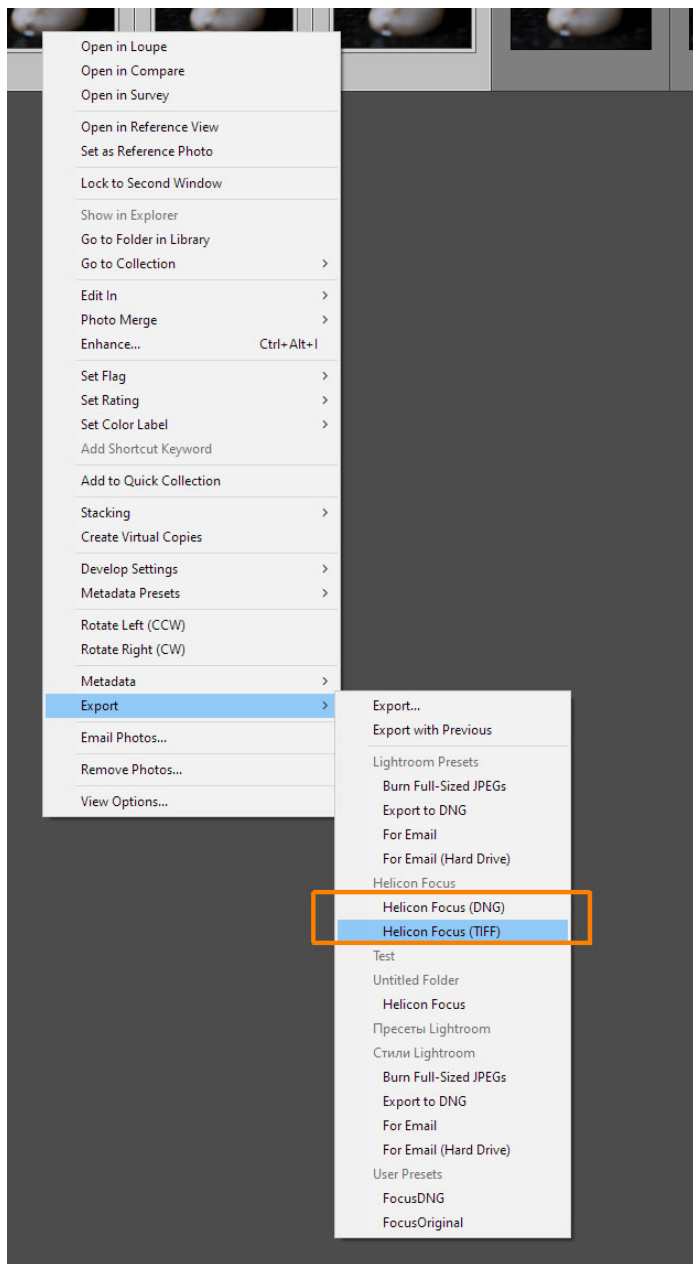 Open in Loupe
Open in Compare
Open in Survey
Open in Reference View
Set as Reference Photo
Lock to Second Window
Show in Explorer
Go to Folder in Library
Go to Collection >
Edit In >
Photo Merge >
Enhance... Ctrl+Alt+I
Set Flag >
Set Rating >
Set Color Label >
Add Shortcut Keyword
Add to Quick Collection
Stacking >
Create Virtual Copies
Develop Settings >
Metadata Presets >
Rotate Left (CCW)
Rotate Right (CW)
Metadata >
Export >
Email Photos...
Remove Photos...
View Options...
Export...
Export with Previous
Lightroom Presets
Burn Full-Sized JPEGs
Export to DNG
For Email
For Email (Hard Drive)
Helicon Focus
Helicon Focus (DNG)
Helicon Focus (TIFF)
Test
Untitled Folder
Helicon Focus
Пресеты Lightroom
Стили Lightroom
Burn Full-Sized JPEGs
Export to DNG
For Email
For Email (Hard Drive)
User Presets
FocusDNG
FocusOriginal